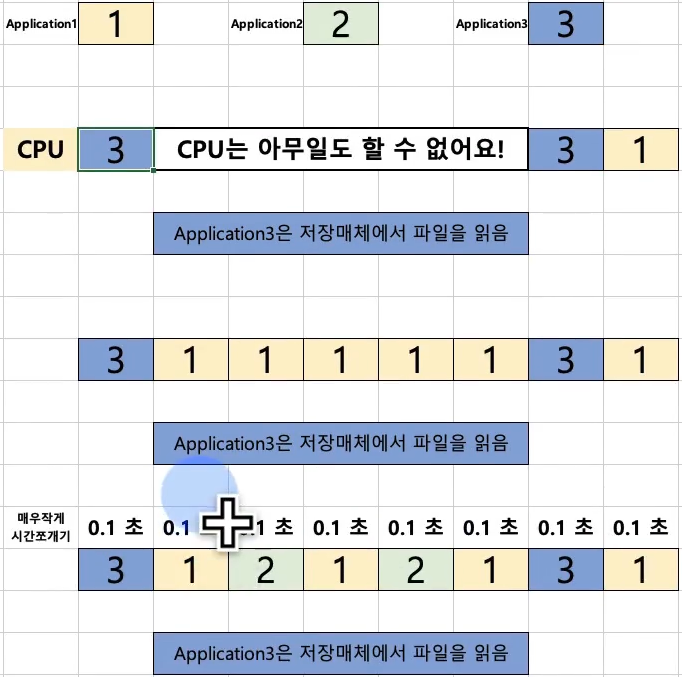 Application1 1 Application2 2 Application3 3
CPU 3 CPU는 아무일도 할 수 없어요! 3 1
Application3은 저장매체에서 파일을 읽음
3 1 1 1 1 1 3 1
Application3은 저장매체에서 파일을 읽음
매우작게
시간쪼개기
0.1 초 0.1 초 0.1 초 0.1 초 0.1 초 0.1 초 0.1 초
3 1 2 1 2 1 3 1
Application3은 저장매체에서 파일을 읽음